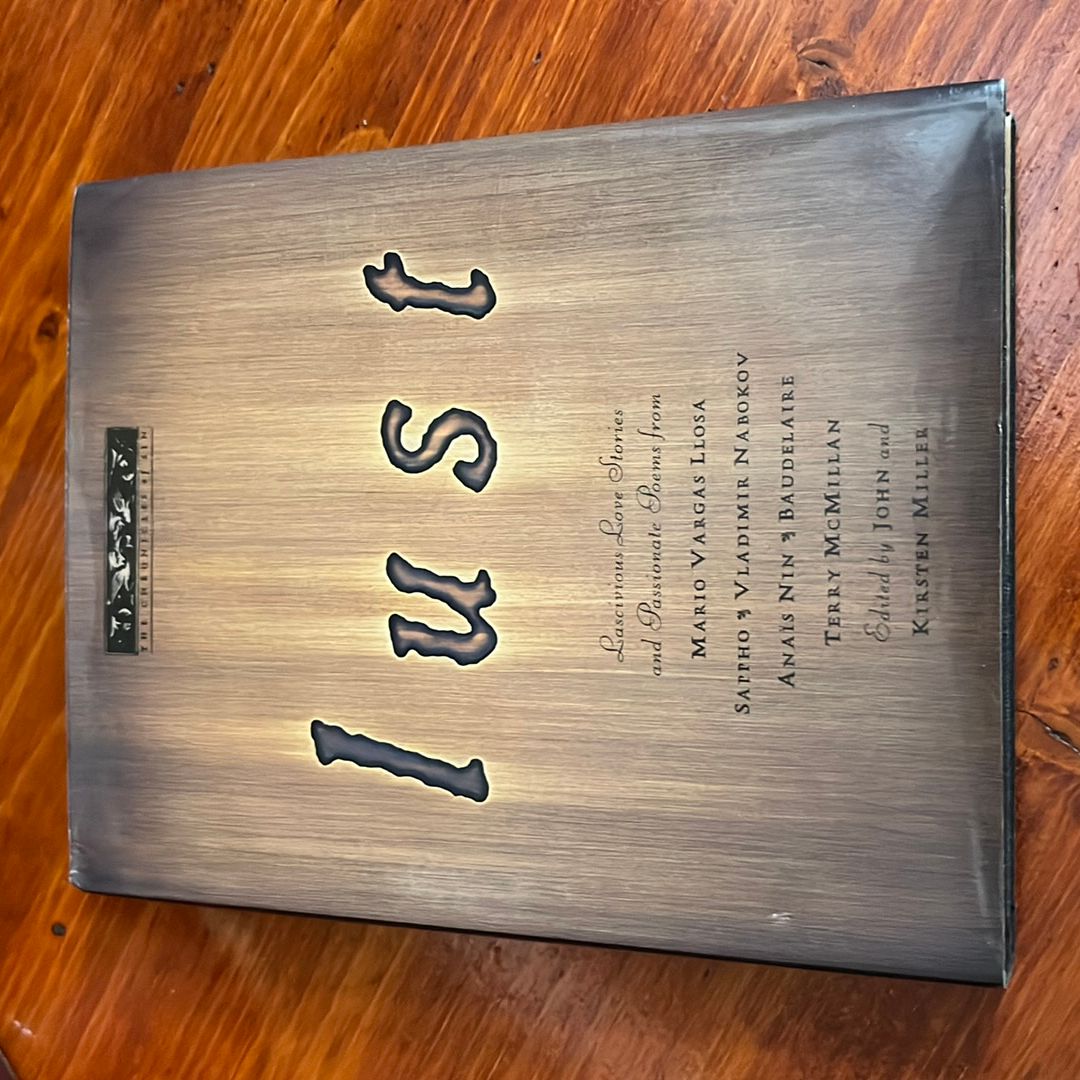 THE CHRONICLES of SIN
lust
Lascivious Love Stories
and Passionate Poems from
MARIO VARGAS LLOSA
SAPPHO VLADIMIR NABOKOV
ANAÏS NIN BAUDELAIRE
TERRY MCMILLAN
Edited by JOHN and
KIRSTEN MILLER